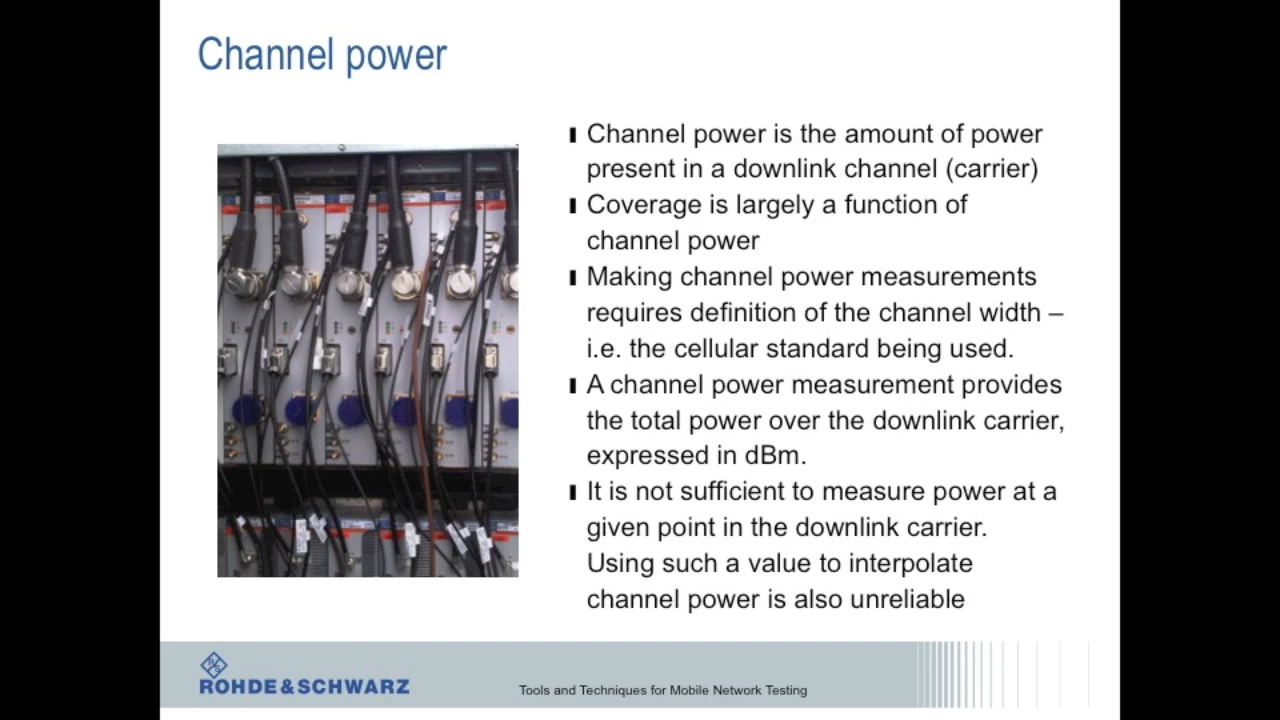 Channel power
Channel power is the amount of power
present in a downlink channel (carrier)
Coverage is largely a function of
channel power
Making channel power measurements
requires definition of the channel width –
i.e. the cellular standard being used.
A channel power measurement provides
the total power over the downlink carrier,
expressed in dBm.
It is not sufficient to measure power at a
given point in the downlink carrier.
Using such a value to interpolate
channel power is also unreliable
R S
ROHDE&SCHWARZ
Tools and Techniques for Mobile Network Testing